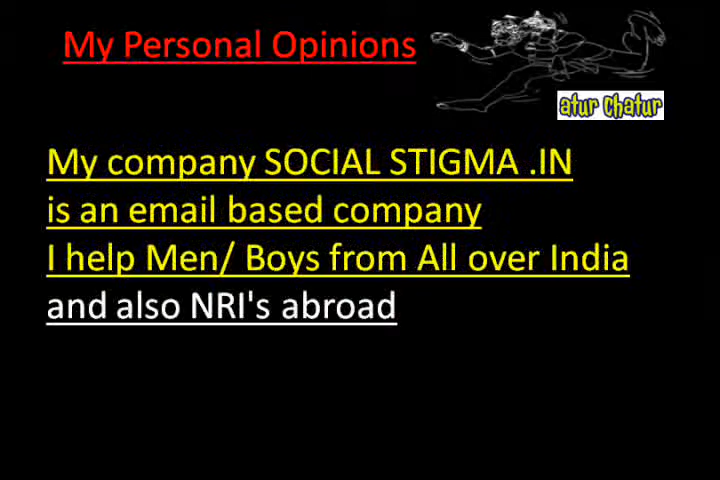 My Personal Opinions
atur chatur
My company SOCIAL STIGMA .IN
is an email based company
I help Men/ Boys from All over India
and also NRI's abroad